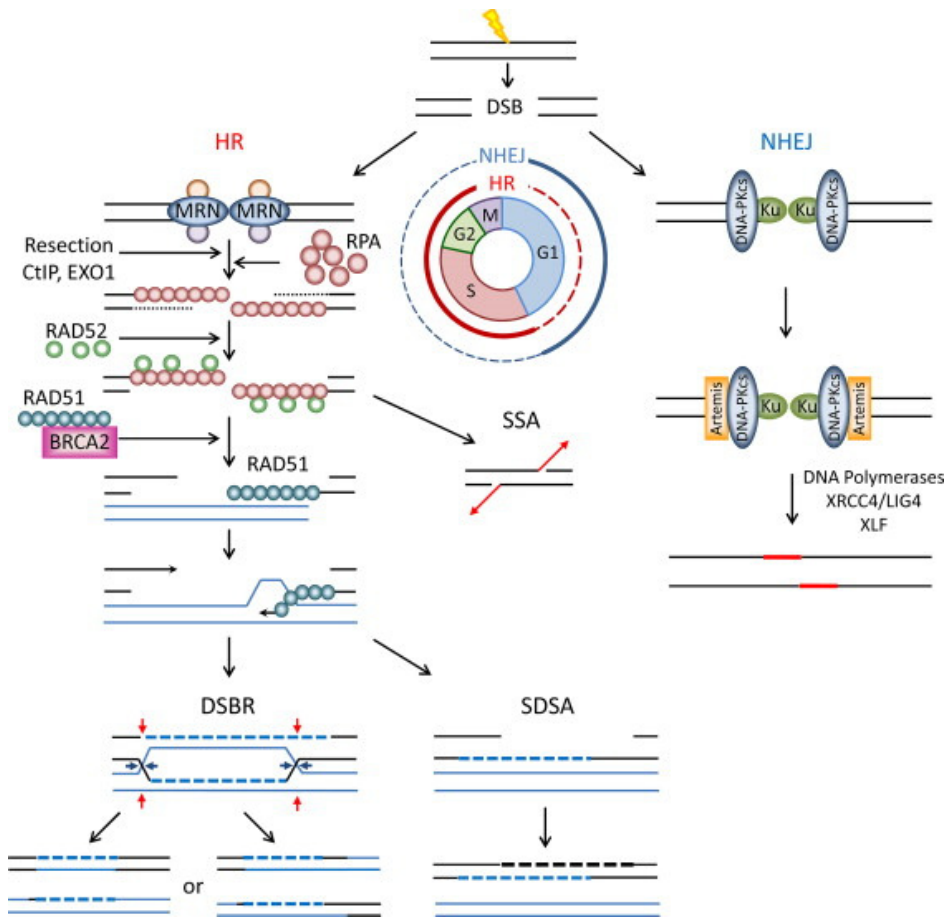 DSB
HR
NHEJ
NHEJ
HR
MRN MRN
M
G2
G1
S
DNA-PKcs Ku Ku DNA-PKcs
Resection
CtIP, EXO1
RPA
RAD52
RAD51
BRCA2
RAD51
SSA
Artemis DNA-PKcs Ku Ku DNA-PKcs Artemis
DNA Polymerases
XRCC4/LIG4
XLF
DSBR
SDSA
or